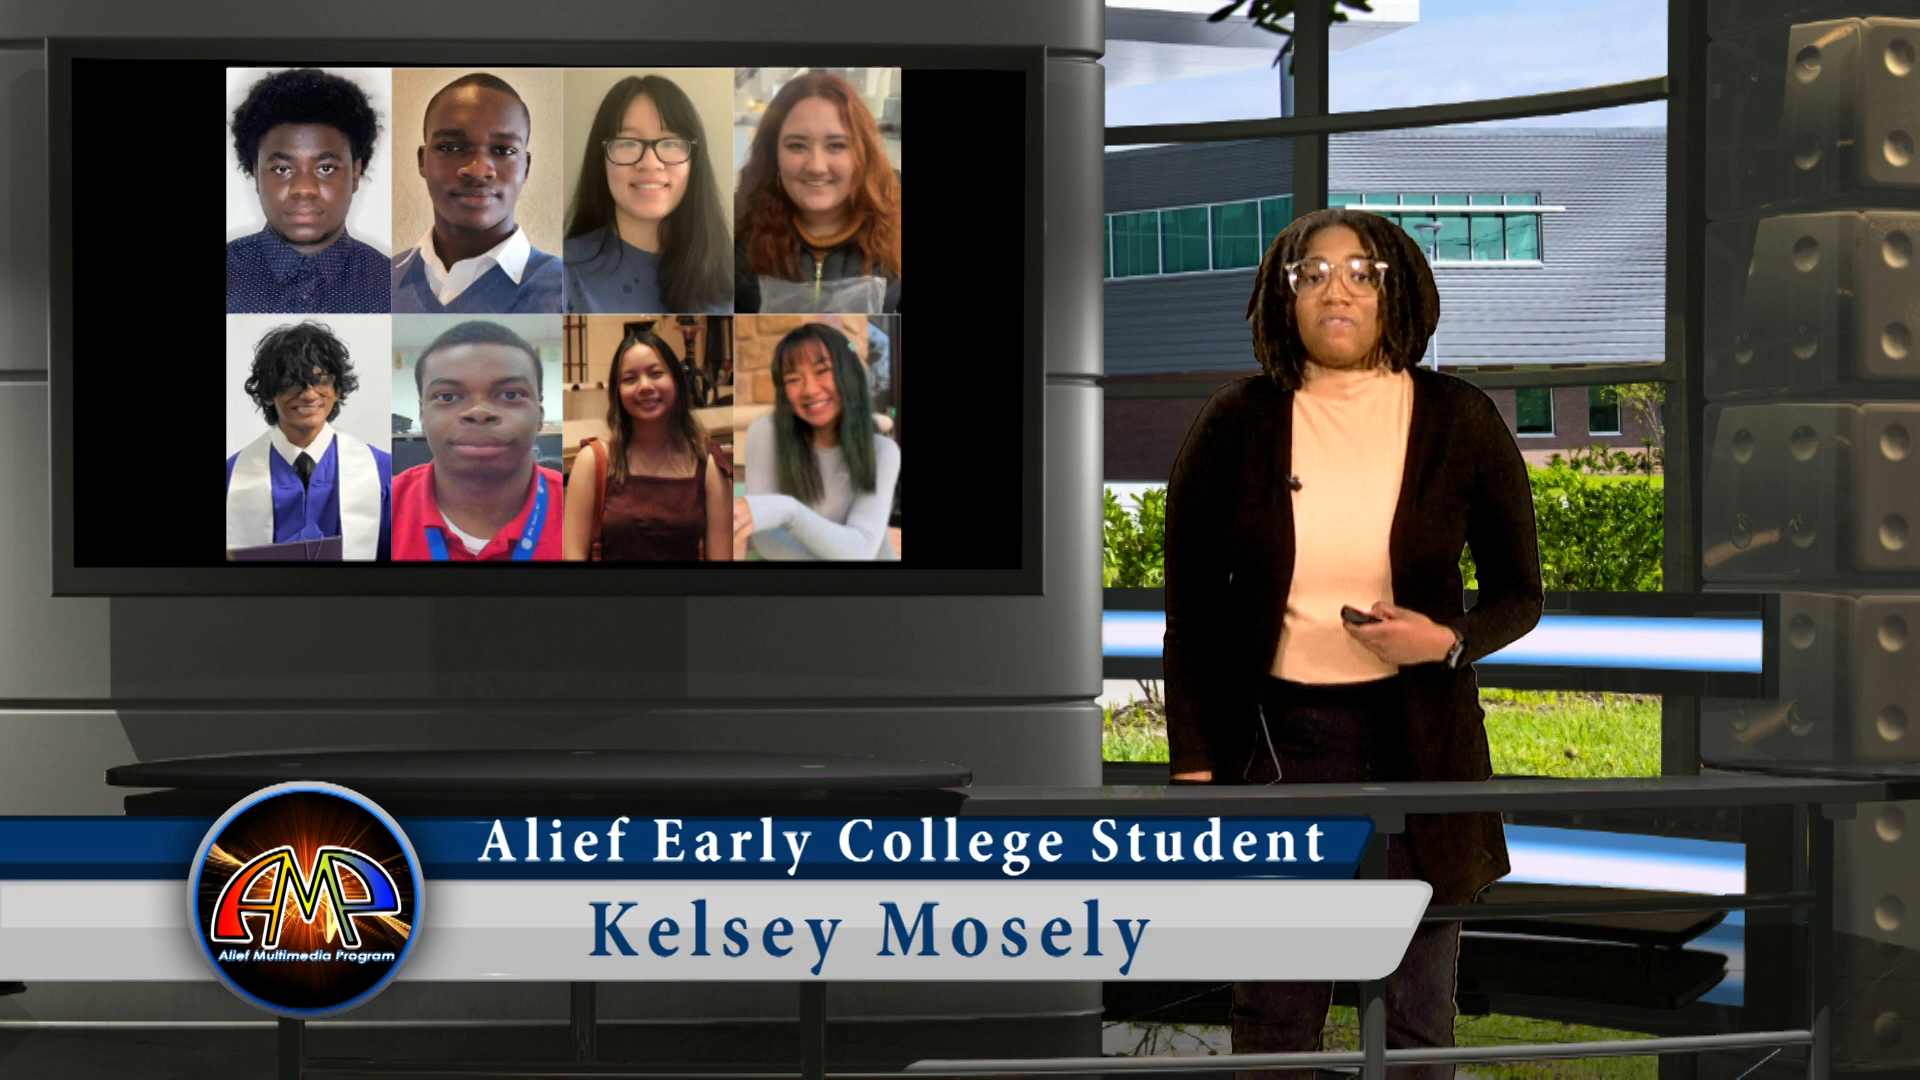 Alief Early College Student
Kelsey Mosely
AMP
Alief Multimedia Program